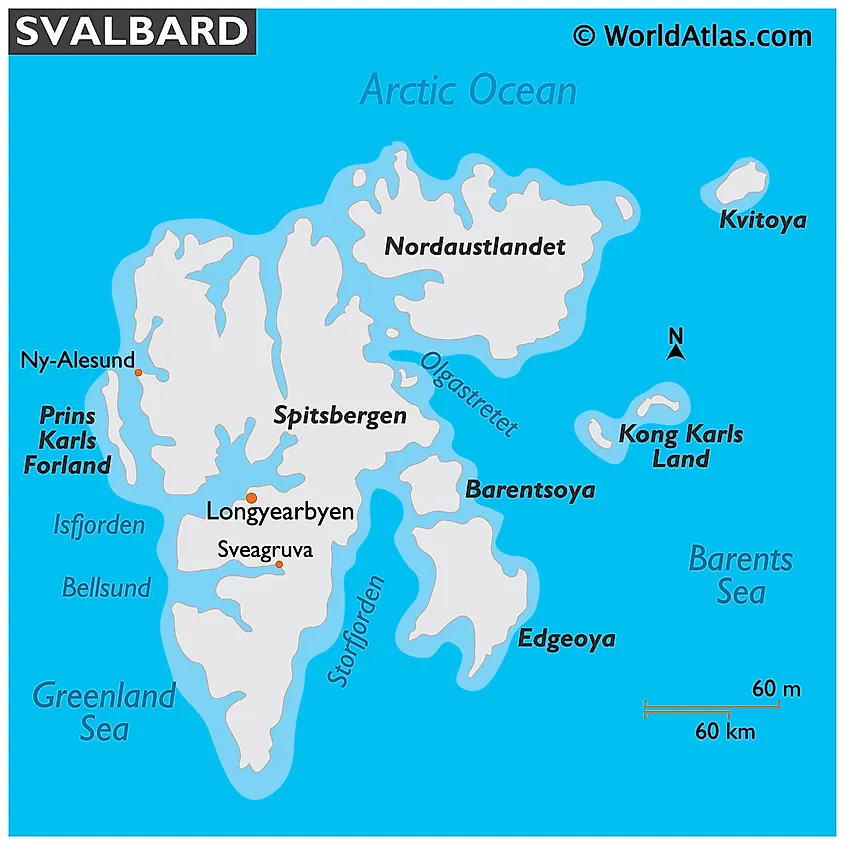 SVALBARD
© WorldAtlas.com
Arctic Ocean
Kvitoya
Nordaustlandet
N
Ny-Alesund
Olgastretet
Prins
Karls
Forland
Spitsbergen
Kong Karls
Land
Barentsoya
Longyearbyen
Isfjorden
Sveagruva
Bellsund
Barents
Sea
Storfjorden
Edgeoya
Greenland
Sea
60 m
60 km